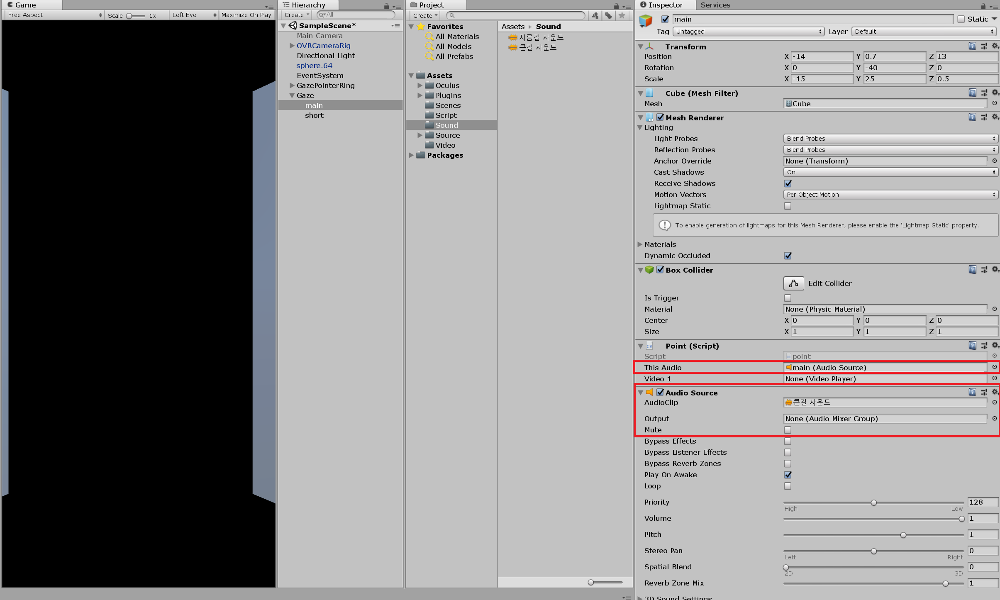 Game
Free Aspect Scale 1x Left Eye Maximize On Play
Hierarchy
Create All
SampleScene*
Main Camera
OVRCameraRig
Directional Light
sphere.64
EventSystem
GazePointerRing
Gaze
main
short
Project
Create
Favorites
All Materials
All Models
All Prefabs
Assets
Oculus
Plugins
Scenes
Script
Sound
Source
Video
Packages
Assets Sound
지름길 사운드
큰길 사운드
Inspector Services
main Static
Tag Untagged Layer Default
Transform
Position X -14 Y 0.7 Z 13
Rotation X 0 Y -40 Z 0
Scale X -15 Y 25 Z 0.5
Cube (Mesh Filter)
Mesh Cube
Mesh Renderer
Lighting
Light Probes Blend Probes
Reflection Probes Blend Probes
Anchor Override None (Transform)
Cast Shadows On
Receive Shadows
Motion Vectors Per Object Motion
Lightmap Static
To enable generation of lightmaps for this Mesh Renderer, please enable the 'Lightmap Static' property.
Materials
Dynamic Occluded
Box Collider
Edit Collider
Is Trigger
Material None (Physic Material)
Center X 0 Y 0 Z 0
Size X 1 Y 1 Z 1
Point (Script)
Script point
This Audio main (Audio Source)
Video 1 None (Video Player)
Audio Source
AudioClip 큰길 사운드
Output None (Audio Mixer Group)
Mute
Bypass Effects
Bypass Listener Effects
Bypass Reverb Zones
Play On Awake
Loop
Priority 128
High Low
Volume 1
Pitch 1
Stereo Pan 0
Left Right
Spatial Blend 0
2D 3D
Reverb Zone Mix 1
3D Sound Settings